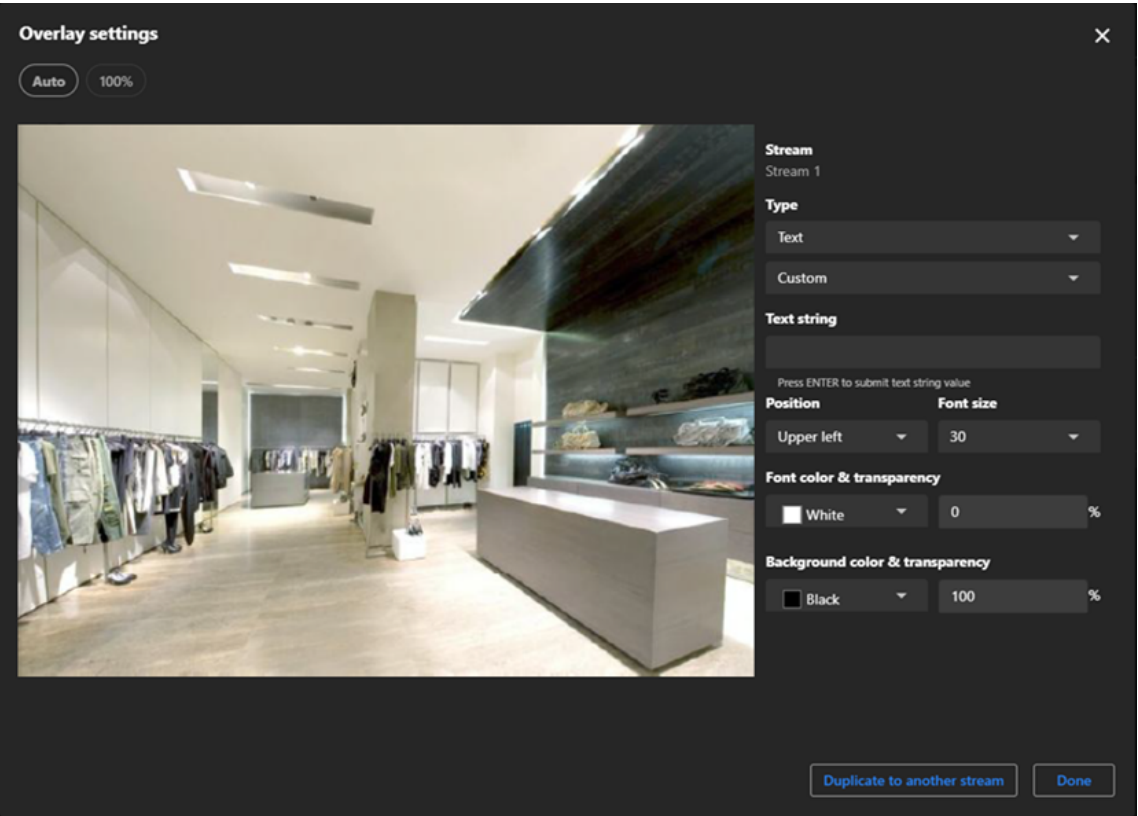 Overlay settings
Auto 100%
Stream
Stream 1
Type
Text
Custom
Text string
Press ENTER to submit text string value
Position Font size
Upper left 30
Font color & transparency
White 0 %
Background color & transparency
Black 100 %
Duplicate to another stream Done